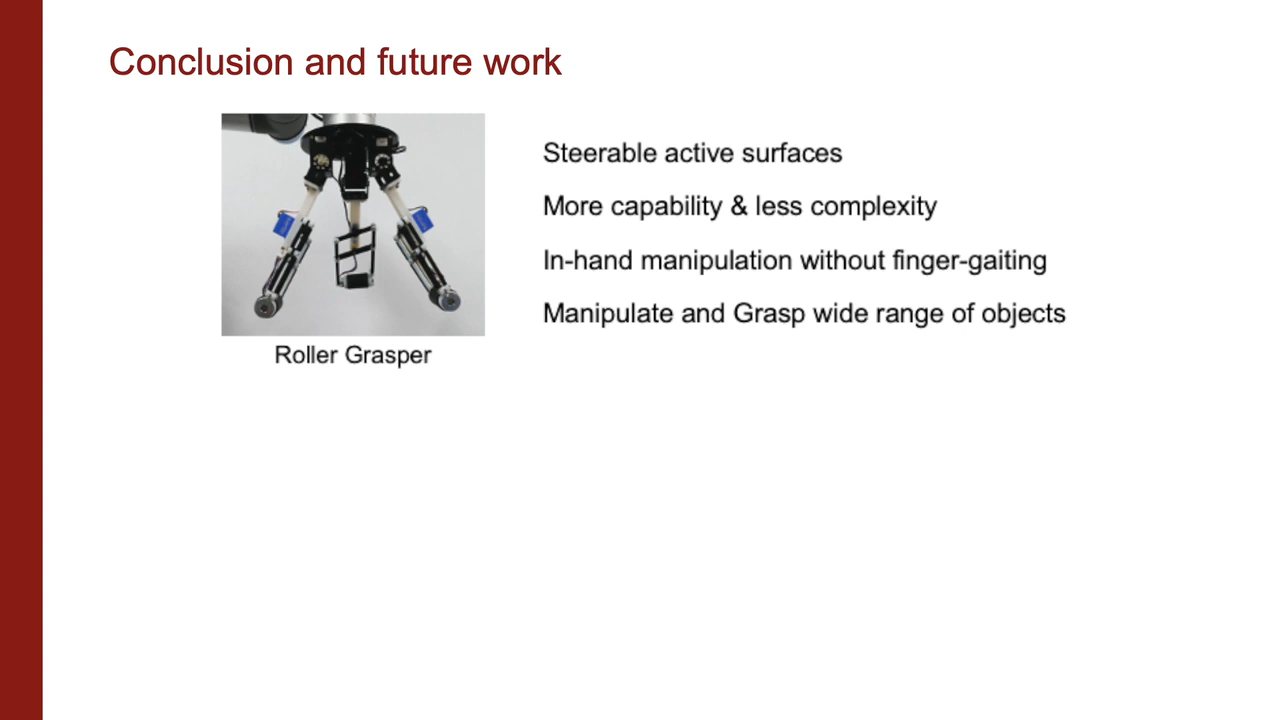 Conclusion and future work
Steerable active surfaces
More capability & less complexity
In-hand manipulation without finger-gaiting
Manipulate and Grasp wide range of objects
Roller Grasper